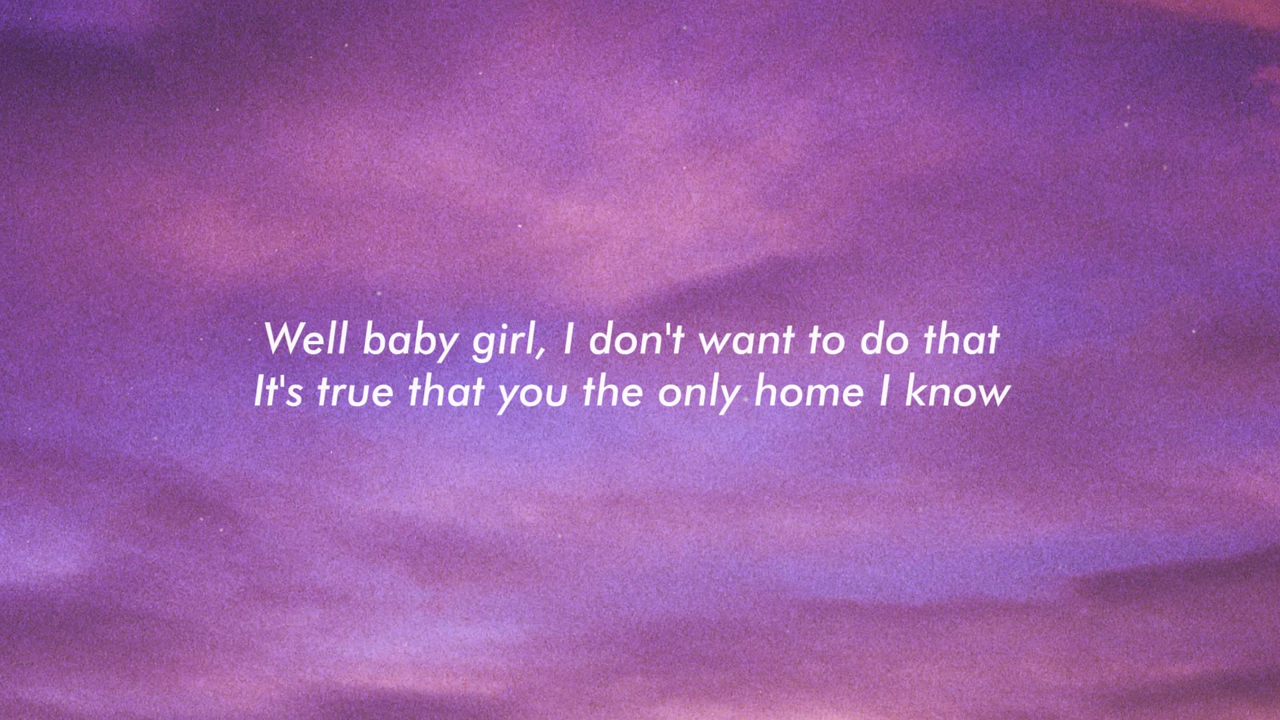 Well baby girl, I don't want to do that
It's true that you the only home I know